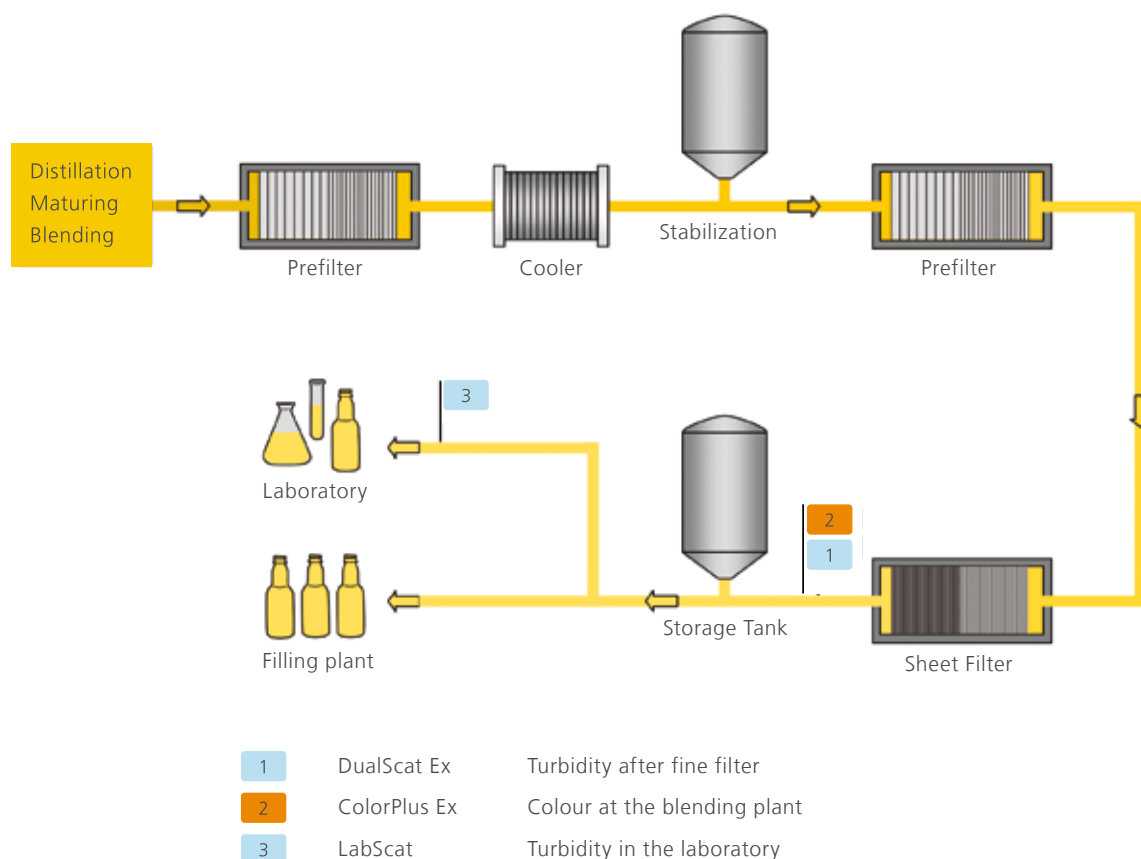 Distillation
Maturing
Blending
Prefilter
Cooler
Stabilization
Prefilter
3
Laboratory
2
1
Filling plant
Storage Tank
Sheet Filter
1 DualScat Ex Turbidity after fine filter
2 ColorPlus Ex Colour at the blending plant
3 LabScat Turbidity in the laboratory